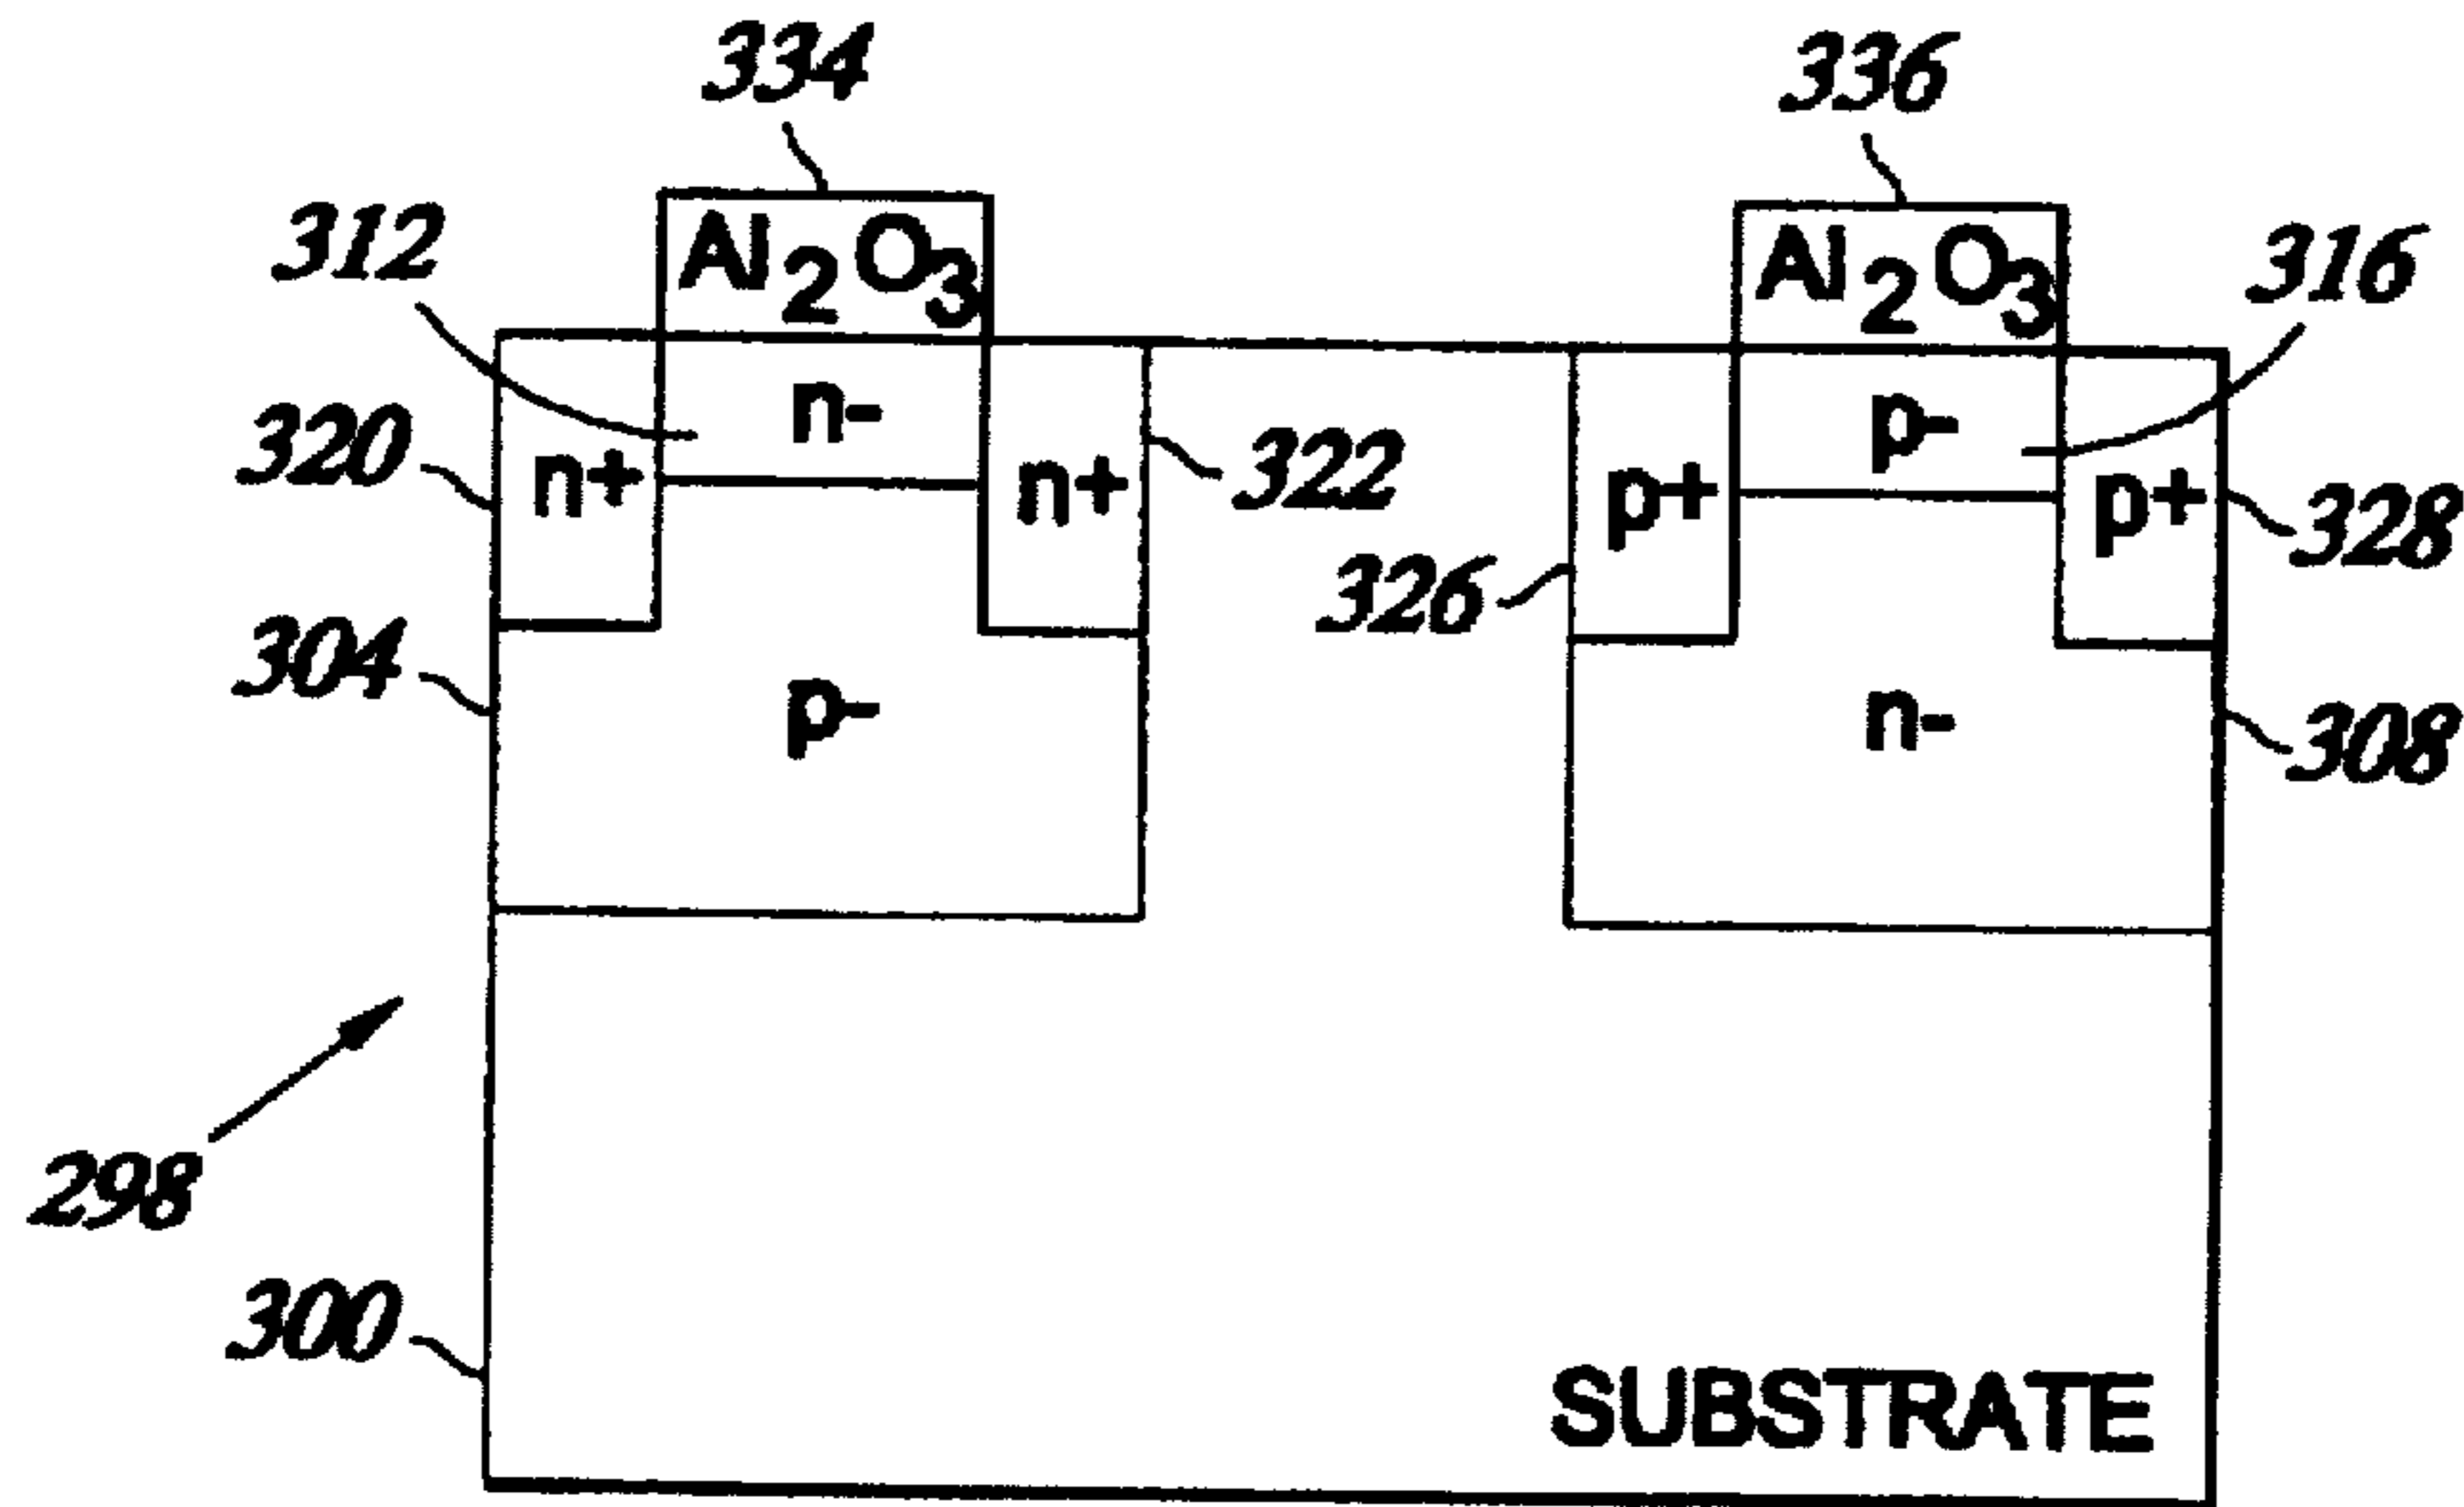 334
336
312
Al2O3
Al2O3
316
n-
p-
320
n+
n+
322
p+
p+
328
326
304
p-
n-
308
298
300
SUBSTRATE